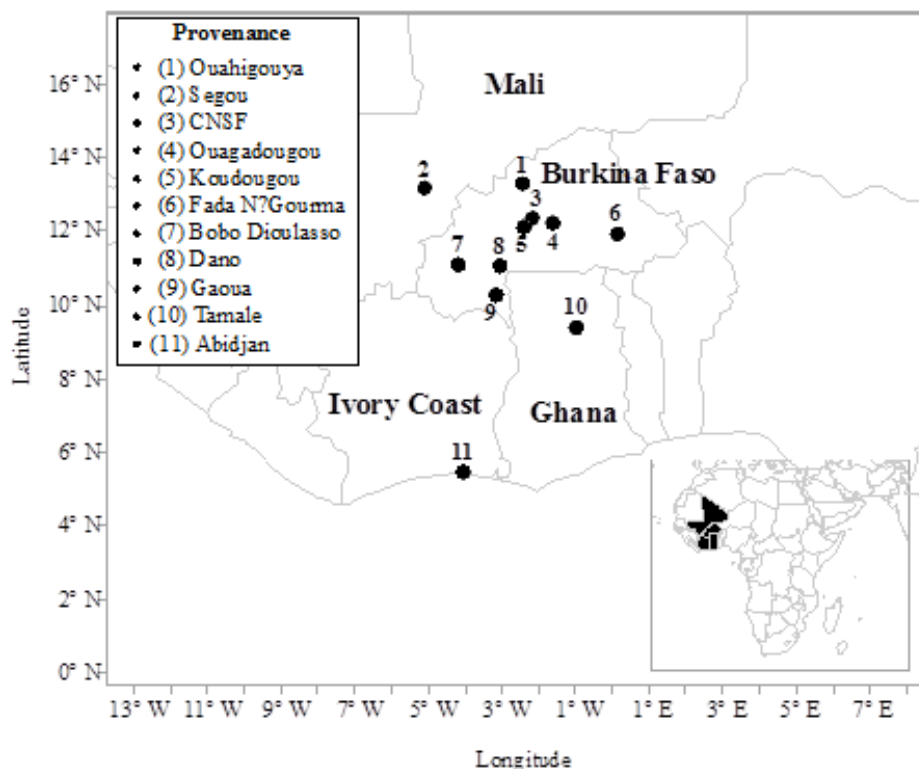 Provenance
(1) Ouahigouya
(2) Segou
(3) CNSF
(4) Ouagadougou
(5) Koudougou
(6) Fada N?Gourma
(7) Bobo Dioulasso
(8) Dano
(9) Gaoua
(10) Tamale
(11) Abidjan
Mali
Burkina Faso
Ivory Coast
Ghana
1
2
3
4
5
6
7
8
9
10
11
Latitude
16° N
14° N
12° N
10° N
8° N
6° N
4° N
2° N
0° N
13° W 11° W 9° W 7° W 5° W 3° W 1° W 1° E 3° E 5° E 7° E
Longitude